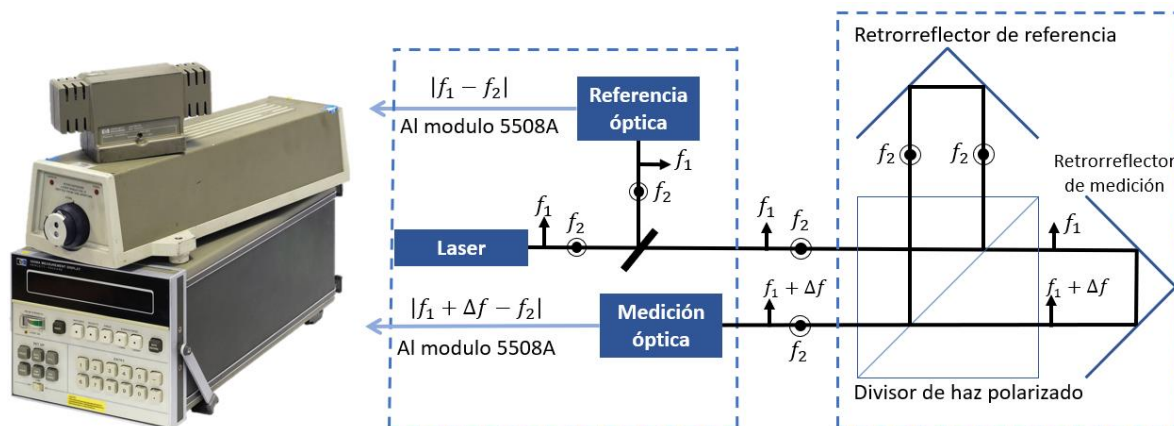 |f₁ − f₂|
Al modulo 5508A
Referencia
óptica
f₁
f₂
f₁
f₂
Laser
f₁
f₂
|f₁ + Δf − f₂|
Al modulo 5508A
Medición
óptica
f₁ + Δf
f₂
Retrorreflector de referencia
f₂
f₂
Retrorreflector
de medición
f₁
f₁ + Δf
Divisor de haz polarizado